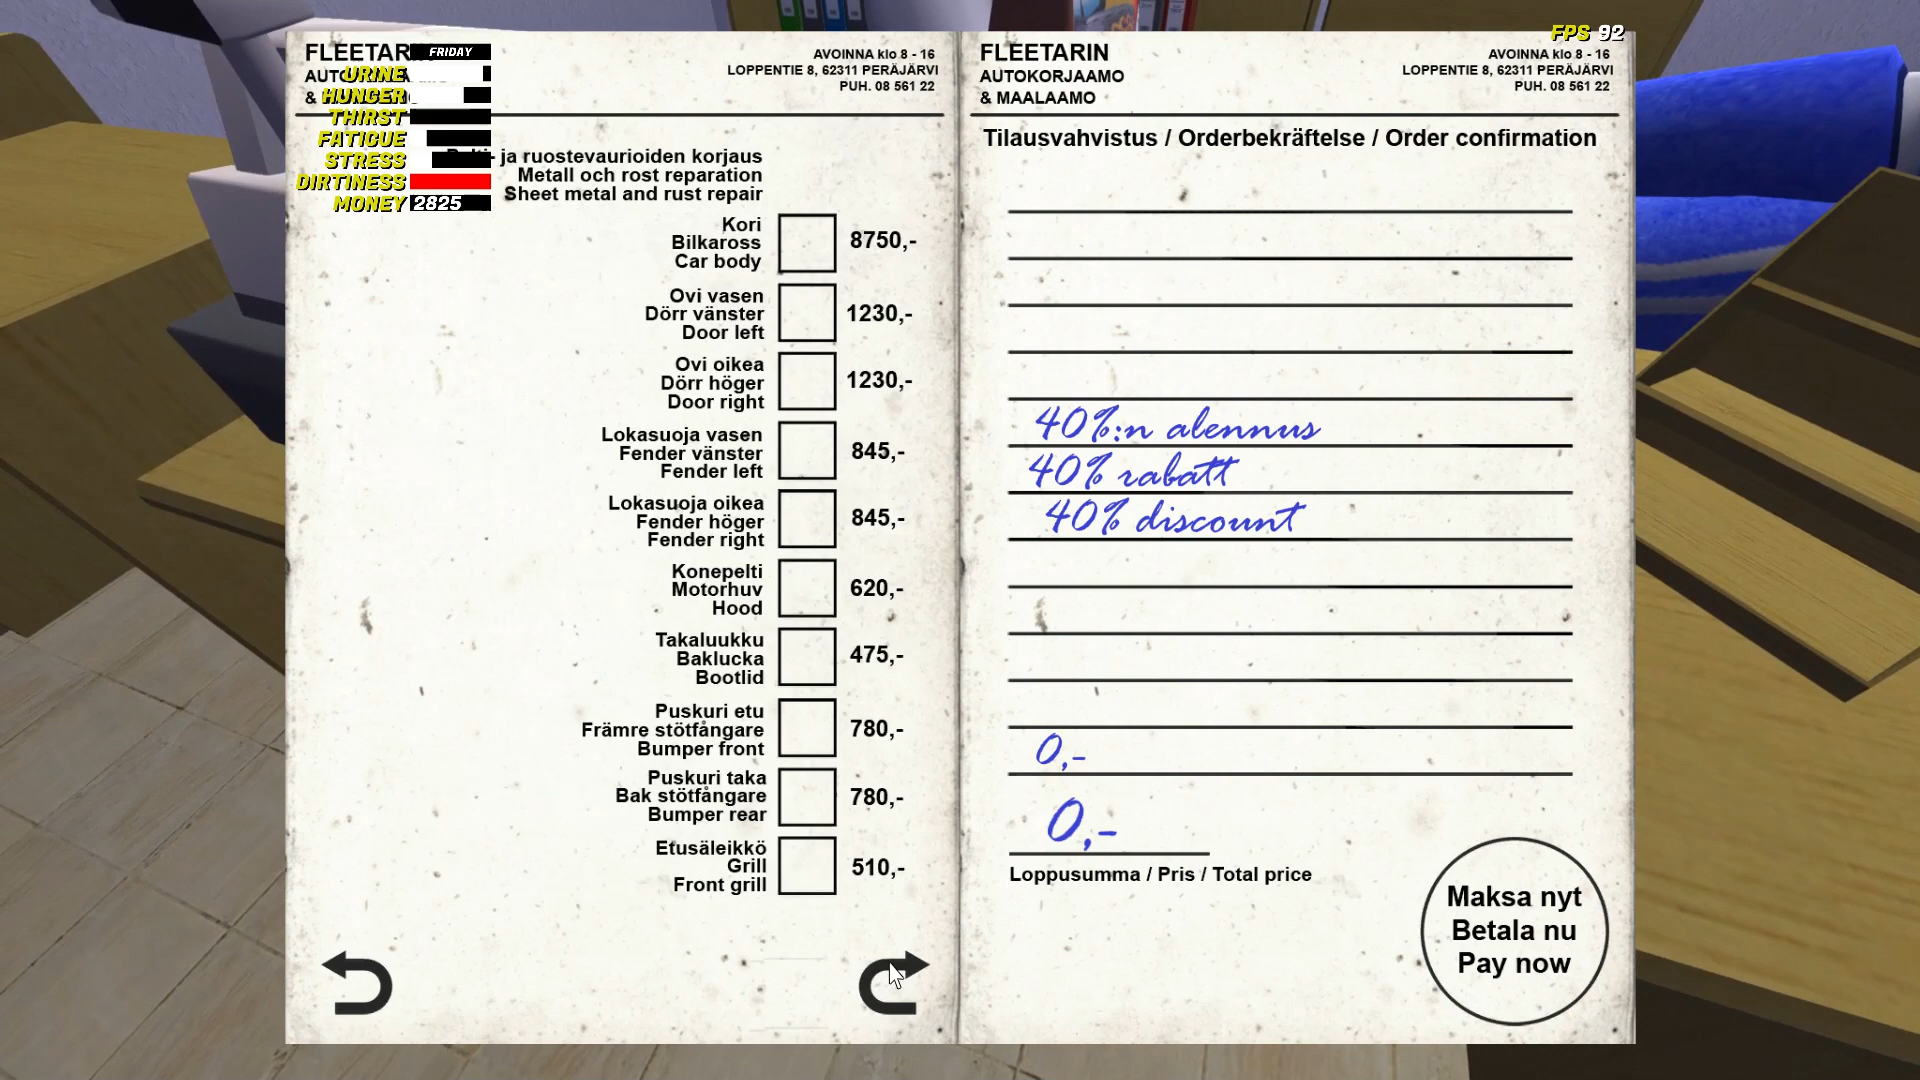 FLEETAR
AUTO
&
FRIDAY
URINE
HUNGER
THIRST
FATIGUE
STRESS
DIRTINESS
MONEY 2825
AVOINNA klo 8 - 16
LOPPENTIE 8, 62311 PERÄJÄRVI
PUH. 08 561 22
ja ruostevaurioiden korjaus
Metall och rost reparation
Sheet metal and rust repair
Kori
Bilkaross
Car body
8750,-
Ovi vasen
Dörr vänster
Door left
1230,-
Ovi oikea
Dörr höger
Door right
1230,-
Lokasuoja vasen
Fender vänster
Fender left
845,-
Lokasuoja oikea
Fender höger
Fender right
845,-
Konepelti
Motorhuv
Hood
620,-
Takaluukku
Baklucka
Bootlid
475,-
Puskuri etu
Främre stötfångare
Bumper front
780,-
Puskuri taka
Bak stötfångare
Bumper rear
780,-
Etusäleikkö
Grill
Front grill
510,-
FPS 92
FLEETARIN
AUTOKORJAAMO
& MAALAAMO
AVOINNA klo 8 - 16
LOPPENTIE 8, 62311 PERÄJÄRVI
PUH. 08 561 22
Tilausvahvistus / Orderbekräftelse / Order confirmation
40%:n alennus
40% rabatt
40% discount
0,-
0,-
Loppusumma / Pris / Total price
Maksa nyt
Betala nu
Pay now